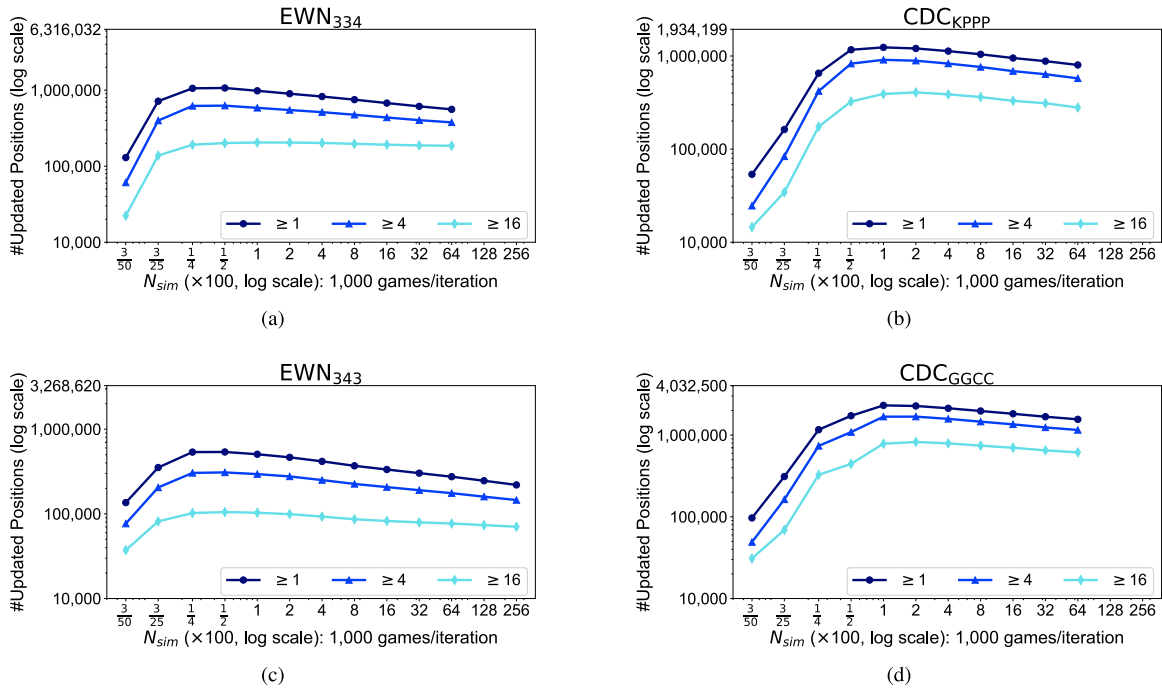 EWN334
6,316,032
1,000,000
100,000
10,000
#Updated Positions (log scale)
≥ 1 ≥ 4 ≥ 16
3/50 3/25 1/4 1/2 1 2 4 8 16 32 64 128 256
Nsim (×100, log scale): 1,000 games/iteration
(a)
CDCKPPP
1,934,199
1,000,000
100,000
10,000
#Updated Positions (log scale)
≥ 1 ≥ 4 ≥ 16
3/50 3/25 1/4 1/2 1 2 4 8 16 32 64 128 256
Nsim (×100, log scale): 1,000 games/iteration
(b)
EWN343
3,268,620
1,000,000
100,000
10,000
#Updated Positions (log scale)
≥ 1 ≥ 4 ≥ 16
3/50 3/25 1/4 1/2 1 2 4 8 16 32 64 128 256
Nsim (×100, log scale): 1,000 games/iteration
(c)
CDCGGCC
4,032,500
1,000,000
100,000
10,000
#Updated Positions (log scale)
≥ 1 ≥ 4 ≥ 16
3/50 3/25 1/4 1/2 1 2 4 8 16 32 64 128 256
Nsim (×100, log scale): 1,000 games/iteration
(d)